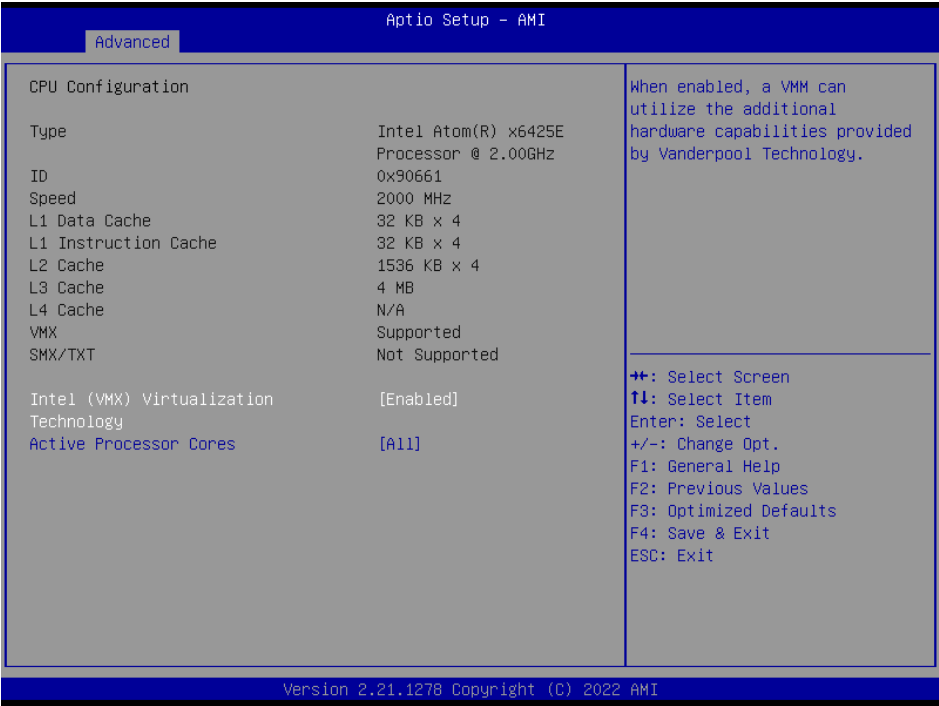 Aptio Setup – AMI
Advanced
CPU Configuration
Type Intel Atom(R) x6425E
Processor @ 2.00GHz
ID 0x90661
Speed 2000 MHz
L1 Data Cache 32 KB x 4
L1 Instruction Cache 32 KB x 4
L2 Cache 1536 KB x 4
L3 Cache 4 MB
L4 Cache N/A
VMX Supported
SMX/TXT Not Supported
Intel (VMX) Virtualization [Enabled]
Technology
Active Processor Cores [All]
When enabled, a VMM can
utilize the additional
hardware capabilities provided
by Vanderpool Technology.
→←: Select Screen
↑↓: Select Item
Enter: Select
+/-: Change Opt.
F1: General Help
F2: Previous Values
F3: Optimized Defaults
F4: Save & Exit
ESC: Exit
Version 2.21.1278 Copyright (C) 2022 AMI